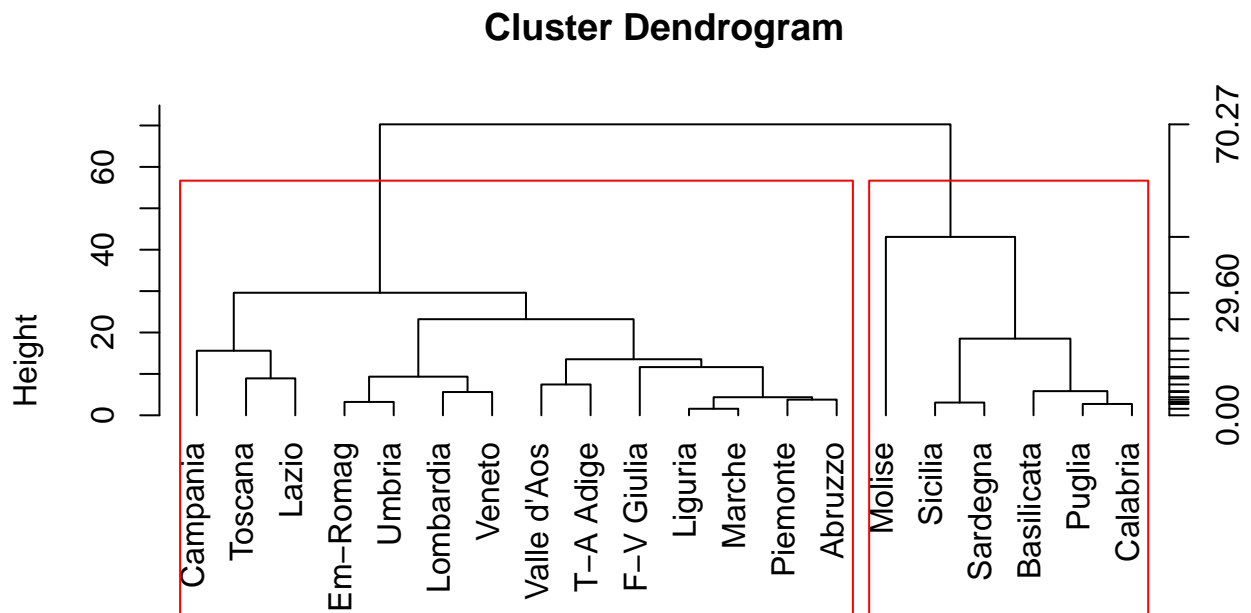 Cluster Dendrogram
Height
0
20
40
60
0.00
29.60
70.27
Campania
Toscana
Lazio
Em−Romag
Umbria
Lombardia
Veneto
Valle d'Aos
T−A Adige
F−V Giulia
Liguria
Marche
Piemonte
Abruzzo
Molise
Sicilia
Sardegna
Basilicata
Puglia
Calabria